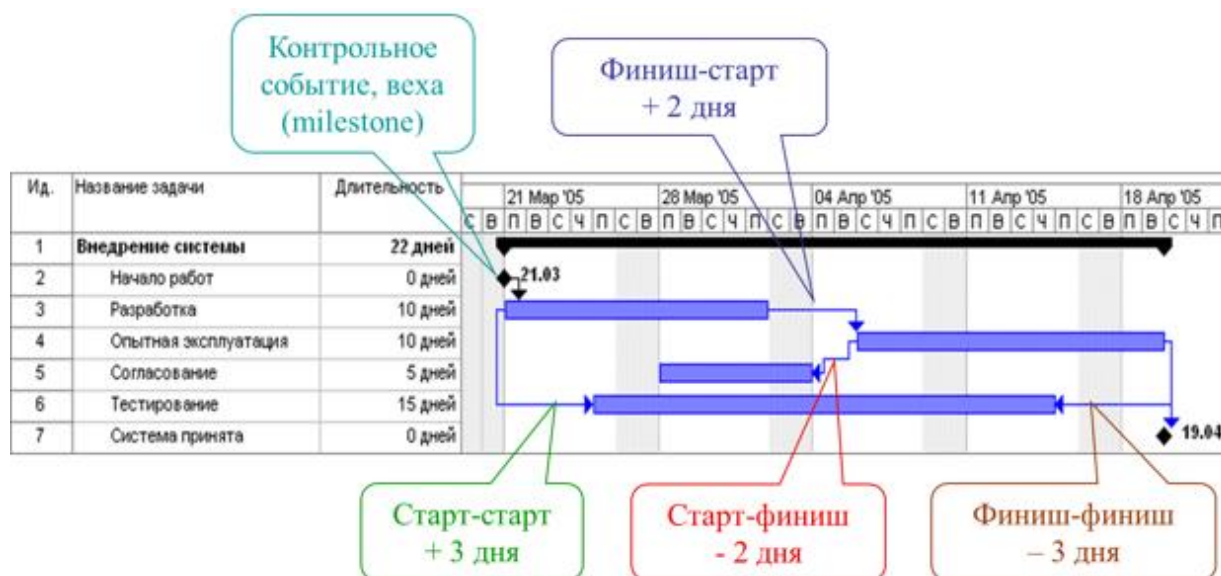 Контрольное
событие, веха
(milestone)
Финиш-старт
+ 2 дня
Ид. Название задачи Длительность 21 Мар '05 28 Мар '05 04 Апр '05 11 Апр '05 18 Апр '05
С В П В С Ч П С В П В С Ч П С В П В С Ч П С В П В С Ч П С В П В С Ч П
1 Внедрение системы 22 дней
2 Начало работ 0 дней 21.03
3 Разработка 10 дней
4 Опытная эксплуатация 10 дней
5 Согласование 5 дней
6 Тестирование 15 дней
7 Система принята 0 дней 19.04
Старт-старт
+ 3 дня
Старт-финиш
- 2 дня
Финиш-финиш
– 3 дня